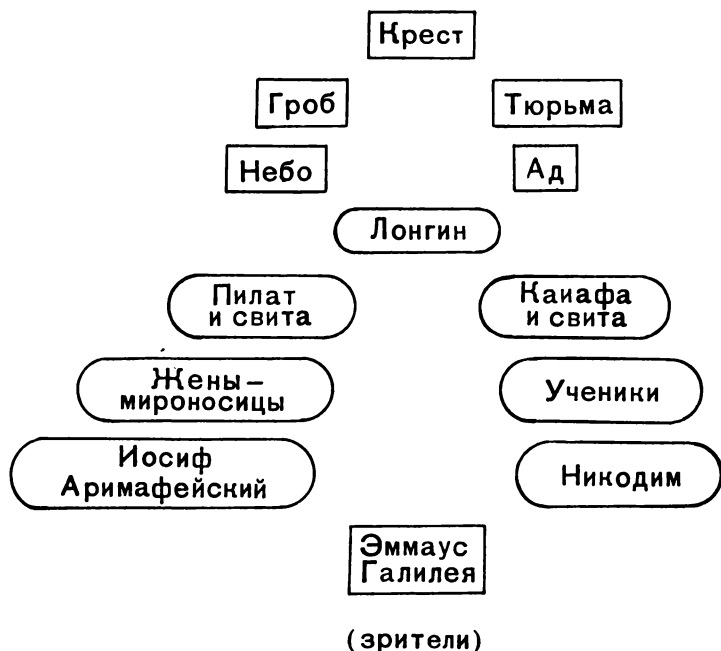 Крест
Гроб
Тюрьма
Небо
Ад
Лонгин
Пилат
и свита
Каиафа
и свита
Жены–
мироносицы
Ученики
Иосиф
Аримафейский
Никодим
Эммаус
Галилея
(зрители)